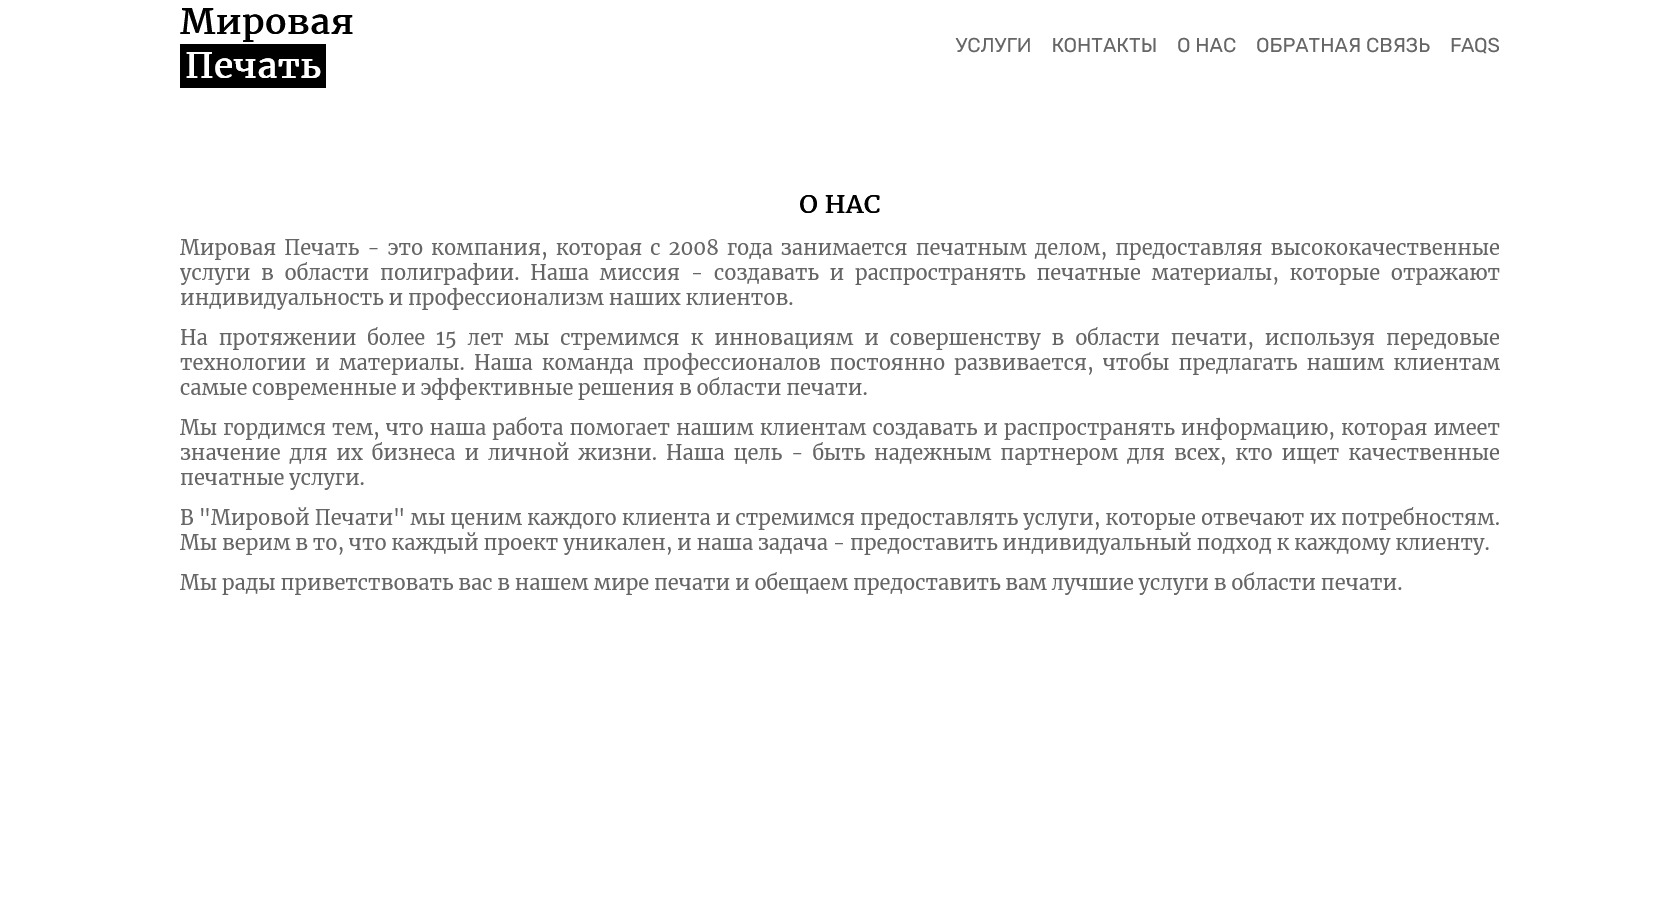 Мировая
Печать
УСЛУГИ КОНТАКТЫ О НАС ОБРАТНАЯ СВЯЗЬ FAQS
О НАС
Мировая Печать - это компания, которая с 2008 года занимается печатным делом, предоставляя высококачественные
услуги в области полиграфии. Наша миссия - создавать и распространять печатные материалы, которые отражают
индивидуальность и профессионализм наших клиентов.
На протяжении более 15 лет мы стремимся к инновациям и совершенству в области печати, используя передовые
технологии и материалы. Наша команда профессионалов постоянно развивается, чтобы предлагать нашим клиентам
самые современные и эффективные решения в области печати.
Мы гордимся тем, что наша работа помогает нашим клиентам создавать и распространять информацию, которая имеет
значение для их бизнеса и личной жизни. Наша цель - быть надежным партнером для всех, кто ищет качественные
печатные услуги.
В "Мировой Печати" мы ценим каждого клиента и стремимся предоставлять услуги, которые отвечают их потребностям.
Мы верим в то, что каждый проект уникален, и наша задача - предоставить индивидуальный подход к каждому клиенту.
Мы рады приветствовать вас в нашем мире печати и обещаем предоставить вам лучшие услуги в области печати.